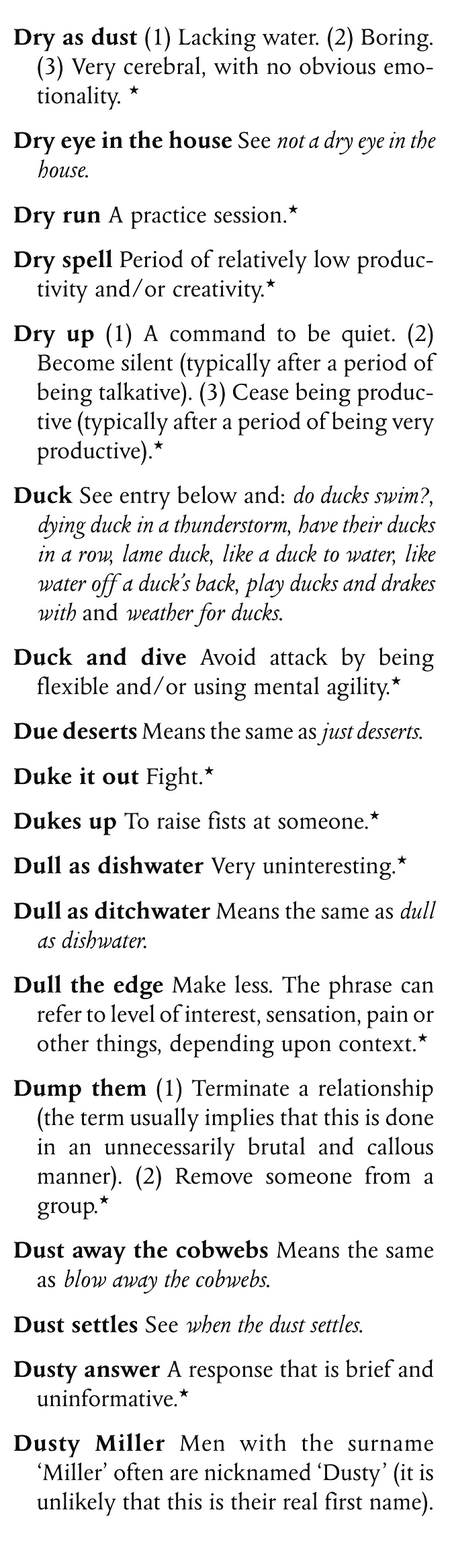 Dry as dust (1) Lacking water. (2) Boring.
(3) Very cerebral, with no obvious emo-
tionality. ★
Dry eye in the house See not a dry eye in the
house.
Dry run A practice session.★
Dry spell Period of relatively low produc-
tivity and/or creativity.★
Dry up (1) A command to be quiet. (2)
Become silent (typically after a period of
being talkative). (3) Cease being produc-
tive (typically after a period of being very
productive).★
Duck See entry below and: do ducks swim?,
dying duck in a thunderstorm, have their ducks
in a row, lame duck, like a duck to water, like
water off a duck's back, play ducks and drakes
with and weather for ducks.
Duck and dive Avoid attack by being
flexible and/or using mental agility.★
Due deserts Means the same as just desserts.
Duke it out Fight.★
Dukes up To raise fists at someone.★
Dull as dishwater Very uninteresting.★
Dull as ditchwater Means the same as dull
as dishwater.
Dull the edge Make less. The phrase can
refer to level of interest, sensation, pain or
other things, depending upon context.★
Dump them (1) Terminate a relationship
(the term usually implies that this is done
in an unnecessarily brutal and callous
manner). (2) Remove someone from a
group.★
Dust away the cobwebs Means the same
as blow away the cobwebs.
Dust settles See when the dust settles.
Dusty answer A response that is brief and
uninformative.★
Dusty Miller Men with the surname
‘Miller’ often are nicknamed ‘Dusty’ (it is
unlikely that this is their real first name).